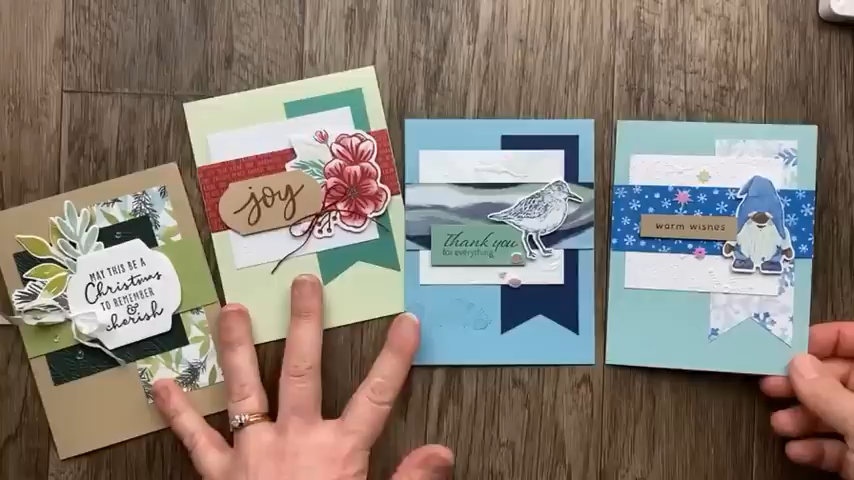 MAY THIS BE A
Christmas
TO REMEMBER
&
cherish
joy
thank you
for everything
warm wishes